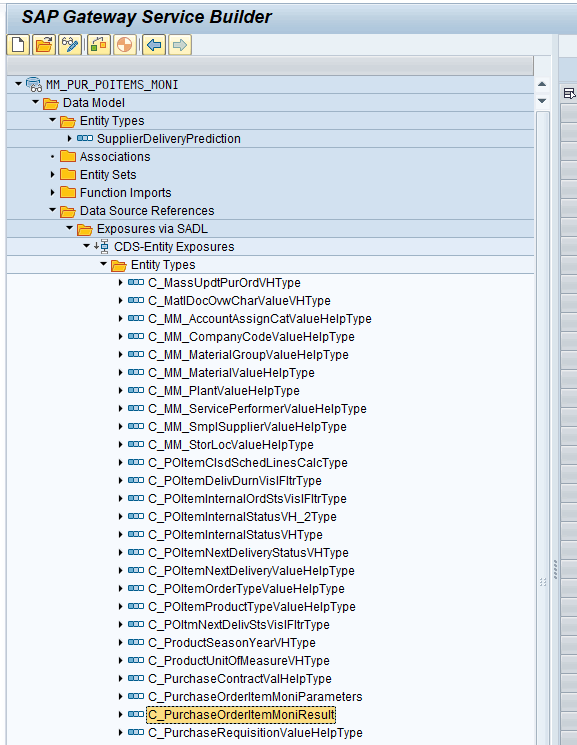 SAP Gateway Service Builder
MM_PUR_POITEMS_MONI
Data Model
Entity Types
SupplierDeliveryPrediction
Associations
Entity Sets
Function Imports
Data Source References
Exposures via SADL
CDS-Entity Exposures
Entity Types
C_MassUpdtPurOrdVHType
C_MatlDocOvwCharValueVHType
C_MM_AccountAssignCatValueHelpType
C_MM_CompanyCodeValueHelpType
C_MM_MaterialGroupValueHelpType
C_MM_MaterialValueHelpType
C_MM_PlantValueHelpType
C_MM_ServicePerformerValueHelpType
C_MM_SmplSupplierValueHelpType
C_MM_StorLocValueHelpType
C_POItemClsdSchedLinesCalcType
C_POItemDelivDurnVislFltrType
C_POItemInternalOrdStsVislFltrType
C_POItemInternalStatusVH_2Type
C_POItemInternalStatusVHType
C_POItemNextDeliveryStatusVHType
C_POItemNextDeliveryValueHelpType
C_POItemOrderTypeValueHelpType
C_POItemProductTypeValueHelpType
C_POItmNextDelivStsVislFltrType
C_ProductSeasonYearVHType
C_ProductUnitOfMeasureVHType
C_PurchaseContractValHelpType
C_PurchaseOrderItemMoniParameters
C_PurchaseOrderItemMoniResult
C_PurchaseRequisitionValueHelpType